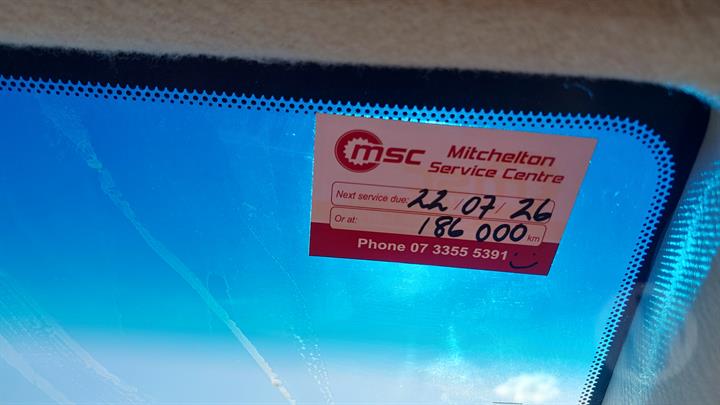 msc Mitchelton
Service Centre
Next service due: 22/07/26
Or at: 186 000 km
Phone 07 3355 5391